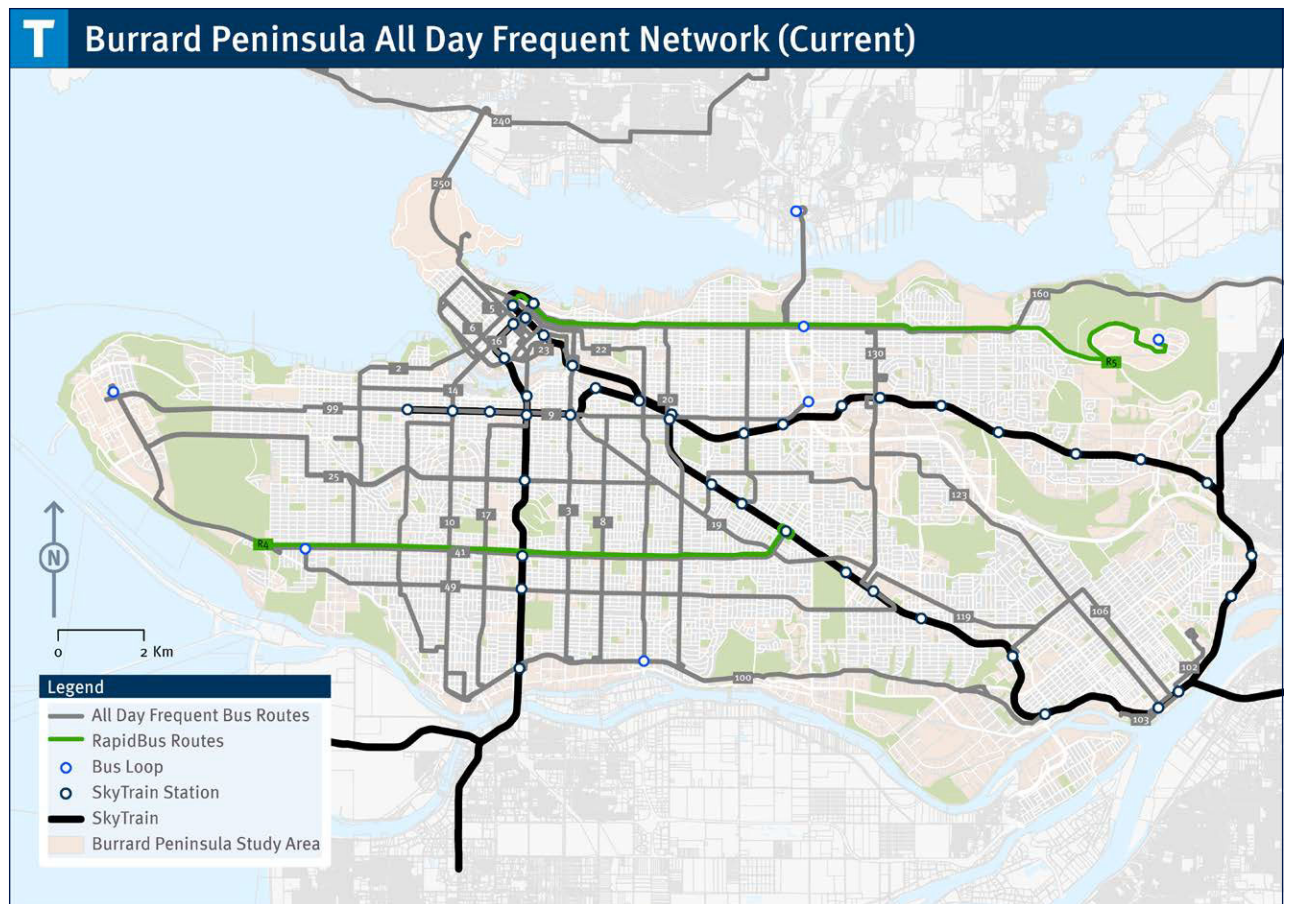 T Burrard Peninsula All Day Frequent Network (Current)
240
250
160
5
6
16
23
22
130
R5
2
14
20
99
9
25
123
10
17
3
8
19
R4
41
49
119
106
N
0 2 Km
102
100
103
Legend
All Day Frequent Bus Routes
RapidBus Routes
Bus Loop
SkyTrain Station
SkyTrain
Burrard Peninsula Study Area